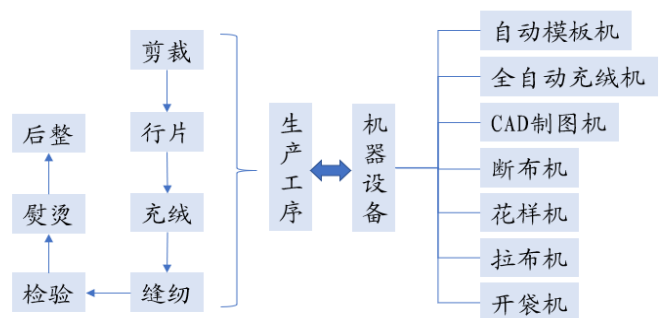 剪裁
行片
充绒
缝纫
检验
熨烫
后整
生产工序
机器设备
自动模板机
全自动充绒机
CAD制图机
断布机
花样机
拉布机
开袋机